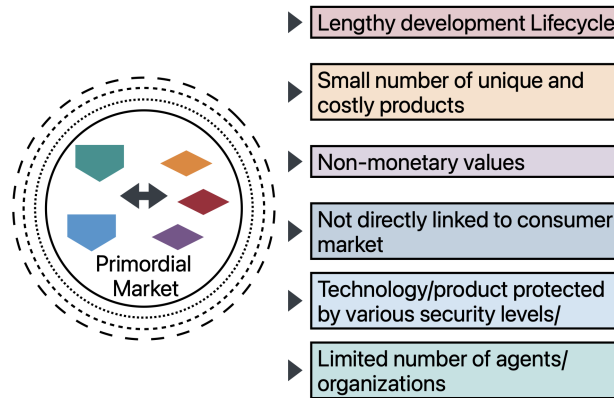 Lengthy development Lifecycle
Small number of unique and
costly products
Non-monetary values
Not directly linked to consumer
market
Technology/product protected
by various security levels/
Limited number of agents/
organizations
Primordial
Market